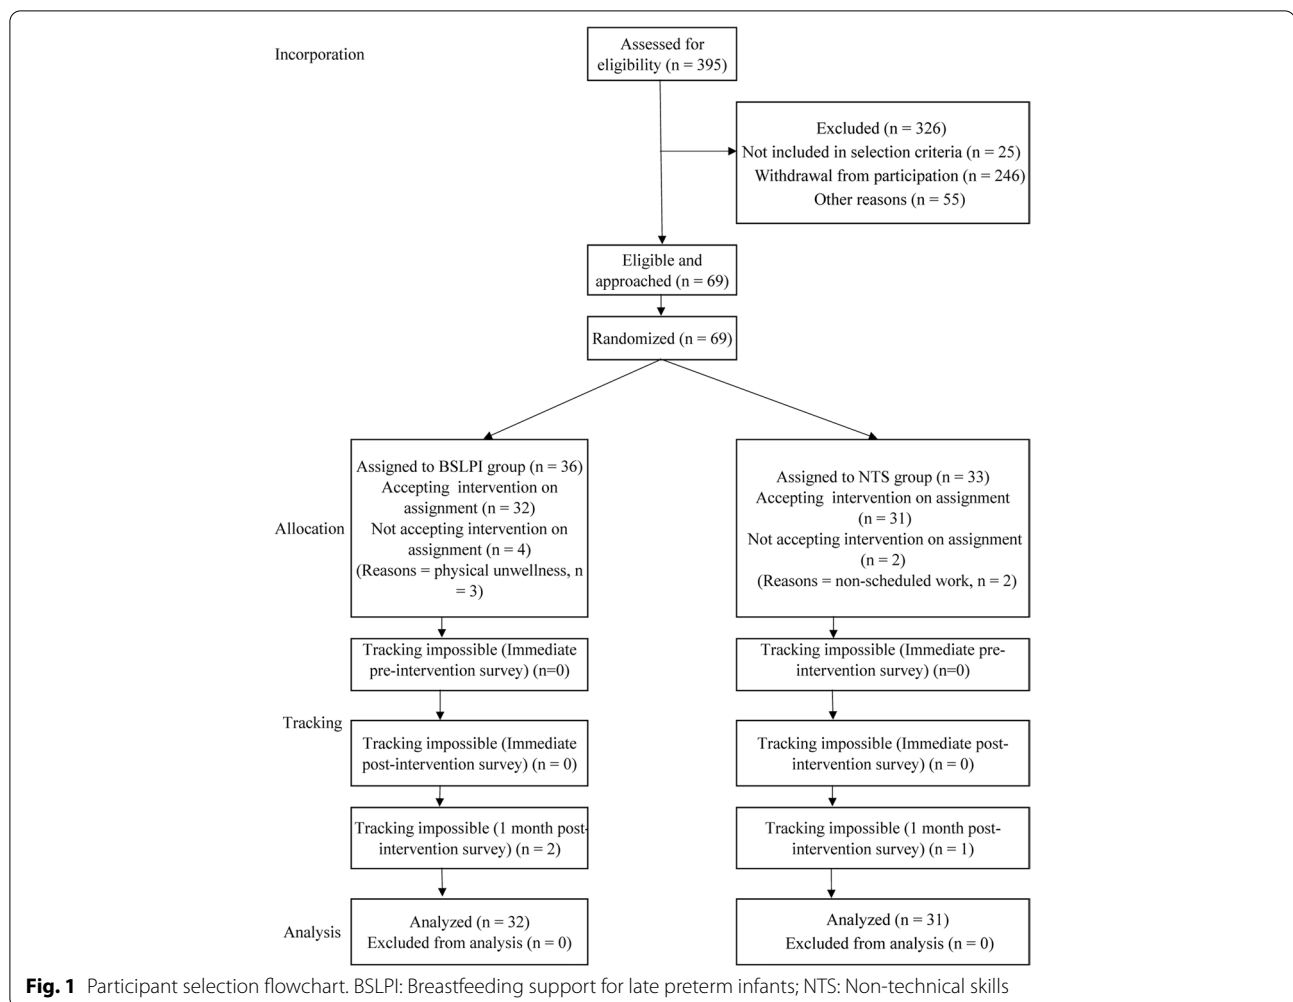 Incorporation
Assessed for
eligibility (n = 395)
Excluded (n = 326)
Not included in selection criteria (n = 25)
Withdrawal from participation (n = 246)
Other reasons (n = 55)
Eligible and
approached (n = 69)
Randomized (n = 69)
Allocation
Assigned to BSLPI group (n = 36)
Accepting intervention on
assignment (n = 32)
Not accepting intervention on
assignment (n = 4)
(Reasons = physical unwellness, n
= 3)
Assigned to NTS group (n = 33)
Accepting intervention on assignment
(n = 31)
Not accepting intervention on assignment
(n = 2)
(Reasons = non-scheduled work, n = 2)
Tracking
Tracking impossible (Immediate
pre-intervention survey) (n=0)
Tracking impossible (Immediate pre-
intervention survey) (n=0)
Tracking impossible (Immediate
post-intervention survey) (n = 0)
Tracking impossible (Immediate post-
intervention survey) (n = 0)
Tracking impossible (1 month post-
intervention survey) (n = 2)
Tracking impossible (1 month post-
intervention survey) (n = 1)
Analysis
Analyzed (n = 32)
Excluded from analysis (n = 0)
Analyzed (n = 31)
Excluded from analysis (n = 0)
Fig. 1 Participant selection flowchart. BSLPI: Breastfeeding support for late preterm infants; NTS: Non-technical skills